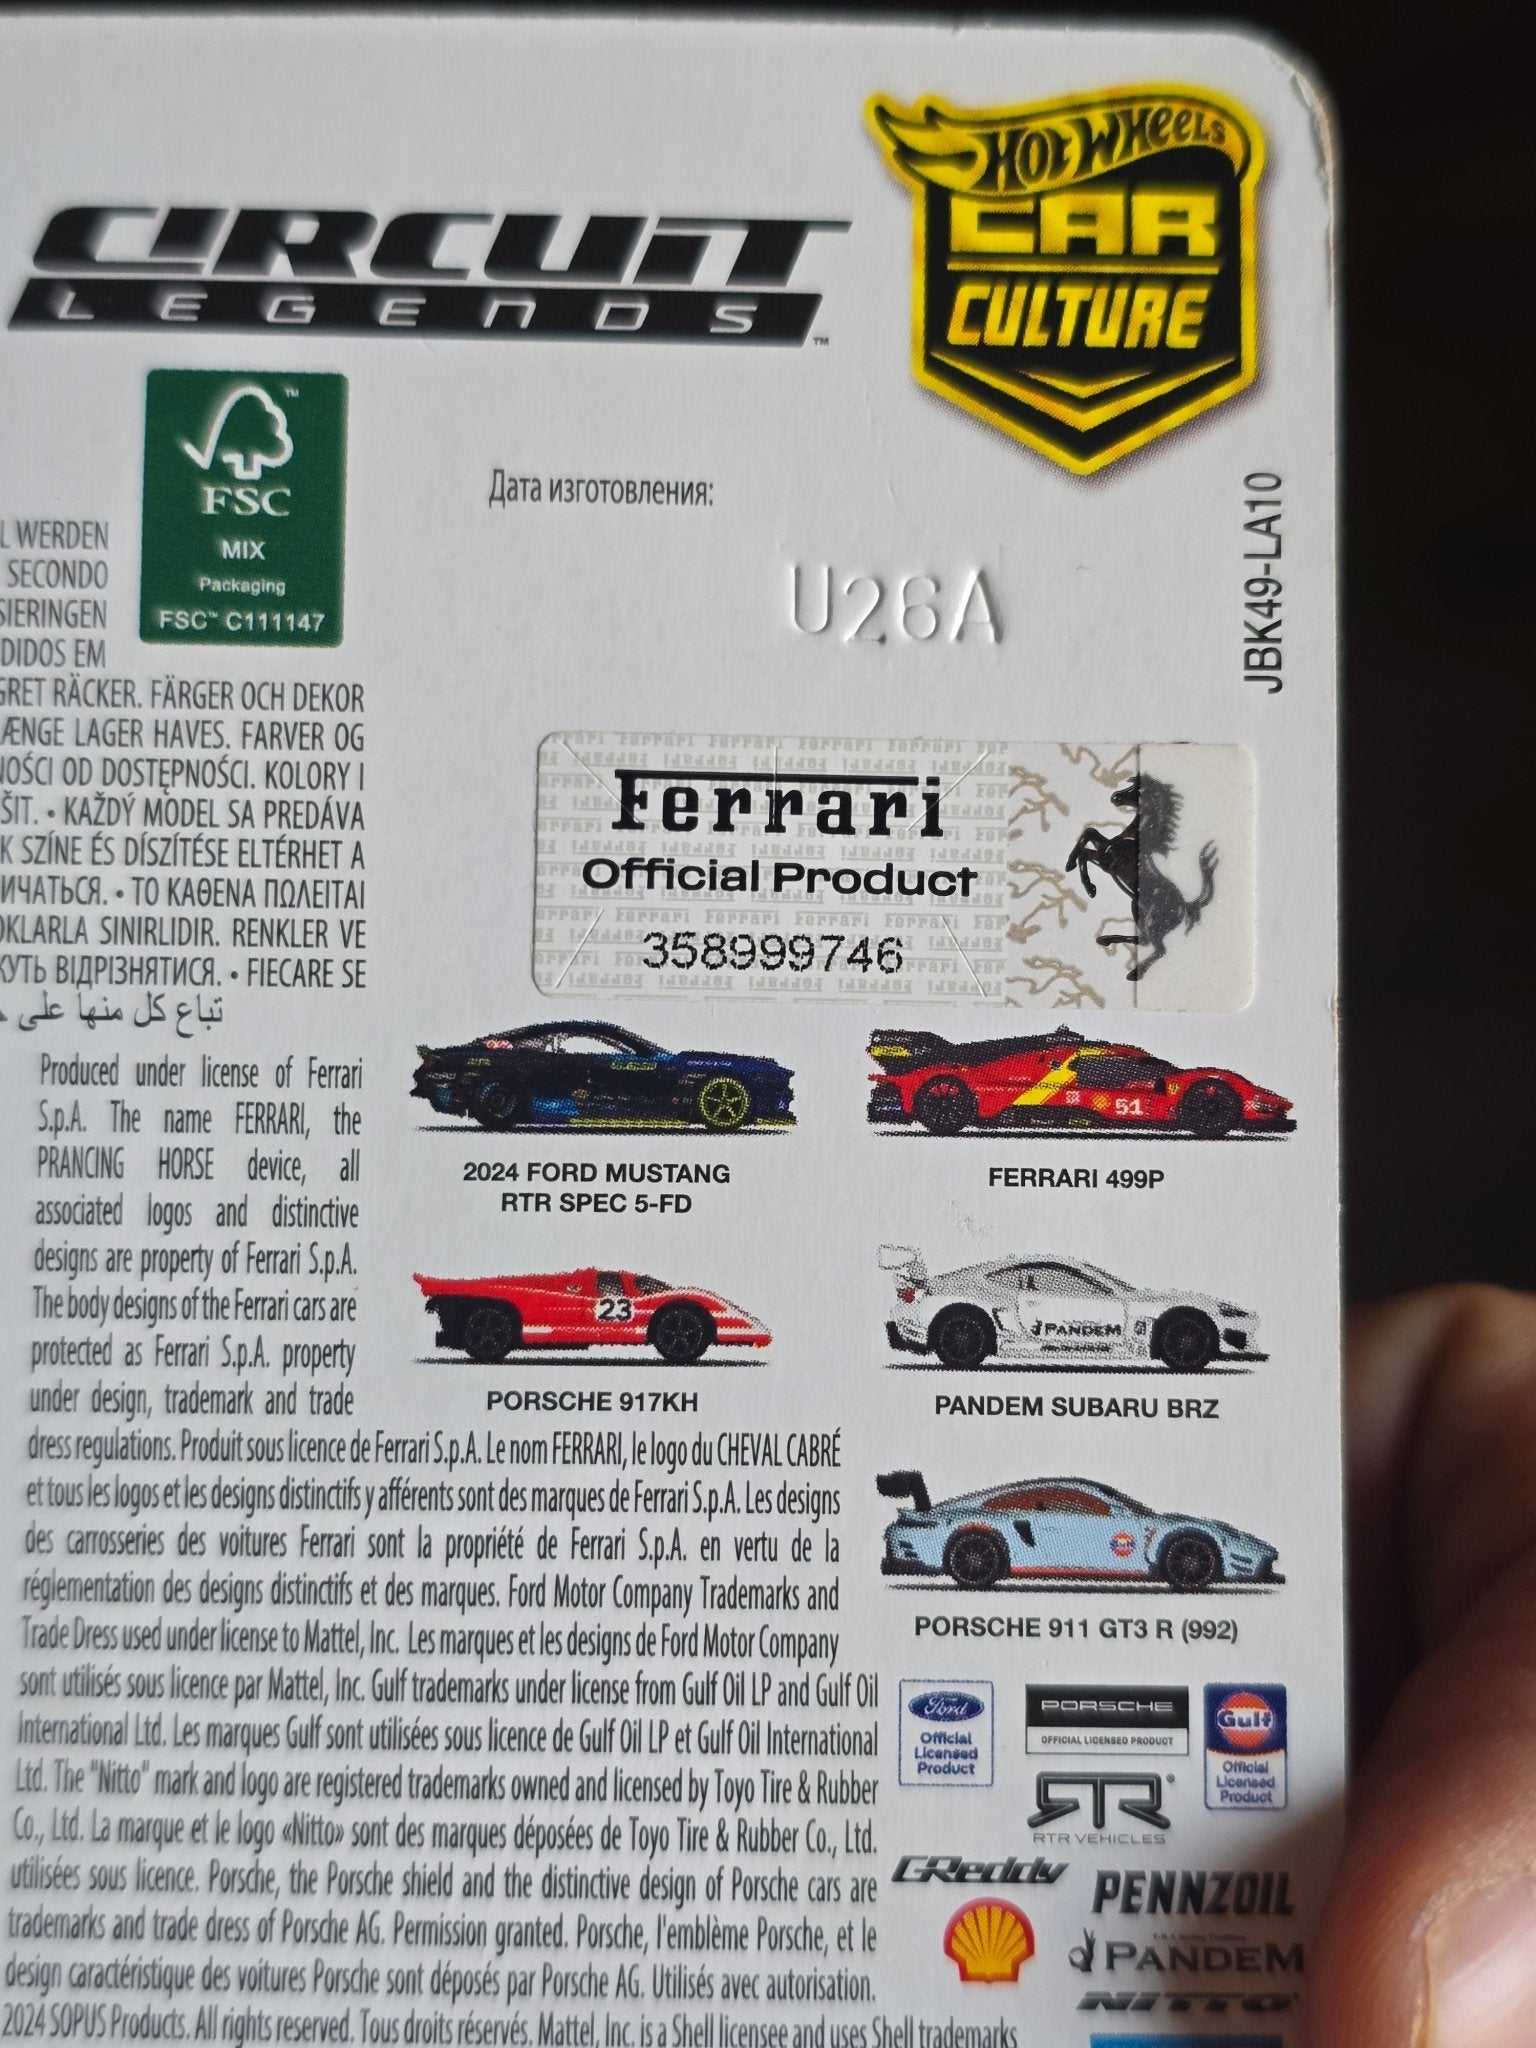 HOT WHEELS
CAR
CULTURE
CIRCUIT
LEGENDS™
FSC™
MIX
Packaging
FSC™ C111147
Дата изготовления:
U26A
JBK49-LA10
L WERDEN
SECONDO
SIERINGEN
DIDOS EM
GRET RÄCKER. FÄRGER OCH DEKOR
ÆNGE LAGER HAVES. FARVER OG
NOŚCI OD DOSTĘPNOŚCI. KOLORY I
ŠIT. • KAŽDÝ MODEL SA PREDÁVA
K SZÍNE ÉS DÍSZÍTÉSE ELTÉRHET A
ИЧАТЬСЯ. • ΤΟ ΚΑΘΕΝΑ ΠΩΛΕΙΤΑΙ
OKLARLA SINIRLIDIR. RENKLER VE
ЖУТЬ ВІДРІЗНЯТИСЯ. • FIECARE SE
تباع كل منها على
Ferrari
Official Product
358999746
Produced under license of Ferrari
S.p.A. The name FERRARI, the
PRANCING HORSE device, all
associated logos and distinctive
designs are property of Ferrari S.p.A.
The body designs of the Ferrari cars are
protected as Ferrari S.p.A. property
under design, trademark and trade
dress regulations. Produit sous licence de Ferrari S.p.A. Le nom FERRARI, le logo du CHEVAL CABRÉ
et tous les logos et les designs distinctifs y afférents sont des marques de Ferrari S.p.A. Les designs
des carrosseries des voitures Ferrari sont la propriété de Ferrari S.p.A. en vertu de la
réglementation des designs distinctifs et des marques. Ford Motor Company Trademarks and
Trade Dress used under license to Mattel, Inc. Les marques et les designs de Ford Motor Company
sont utilisés sous licence par Mattel, Inc. Gulf trademarks under license from Gulf Oil LP and Gulf Oil
International Ltd. Les marques Gulf sont utilisées sous licence de Gulf Oil LP et Gulf Oil International
Ltd. The "Nitto" mark and logo are registered trademarks owned and licensed by Toyo Tire & Rubber
Co., Ltd. La marque et le logo «Nitto» sont des marques déposées de Toyo Tire & Rubber Co., Ltd.
utilisées sous licence. Porsche, the Porsche shield and the distinctive design of Porsche cars are
trademarks and trade dress of Porsche AG. Permission granted. Porsche, l'emblème Porsche, et le
design caractéristique des voitures Porsche sont déposés par Porsche AG. Utilisés avec autorisation.
2024 SOPUS Products. All rights reserved. Tous droits réservés. Mattel, Inc. is a Shell licensee and uses Shell trademarks
2024 FORD MUSTANG
RTR SPEC 5-FD
51
FERRARI 499P
23
PORSCHE 917KH
PANDEM
PANDEM SUBARU BRZ
PORSCHE 911 GT3 R (992)
Ford
Official
Licensed
Product
PORSCHE
OFFICIAL LICENSED PRODUCT
Gulf
Official
Licensed
Product
RTR®
RTR VEHICLES
GReddy
PENNZOIL
PANDEM
NITTO